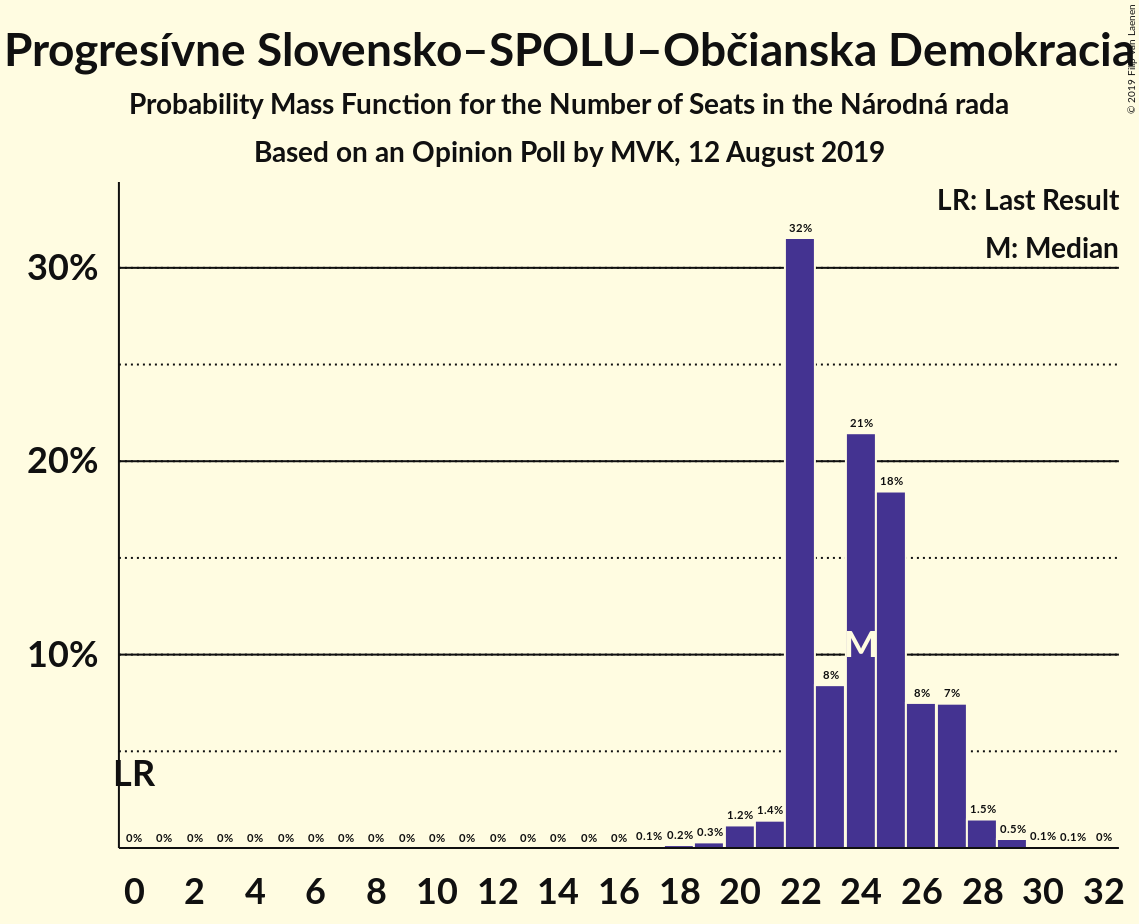 Progresívne Slovensko–SPOLU–Občianska Demokracia
© 2019 Filip van Laenen
Probability Mass Function for the Number of Seats in the Národná rada
Based on an Opinion Poll by MVK, 12 August 2019
LR: Last Result
M: Median
30%
20%
10%
32%
21%
18%
8%
8%
7%
M
LR
0% 0% 0% 0% 0% 0% 0% 0% 0% 0% 0% 0% 0% 0% 0% 0% 0% 0.1% 0.2% 0.3% 1.2% 1.4% 1.5% 0.5% 0.1% 0.1% 0%
0 2 4 6 8 10 12 14 16 18 20 22 24 26 28 30 32